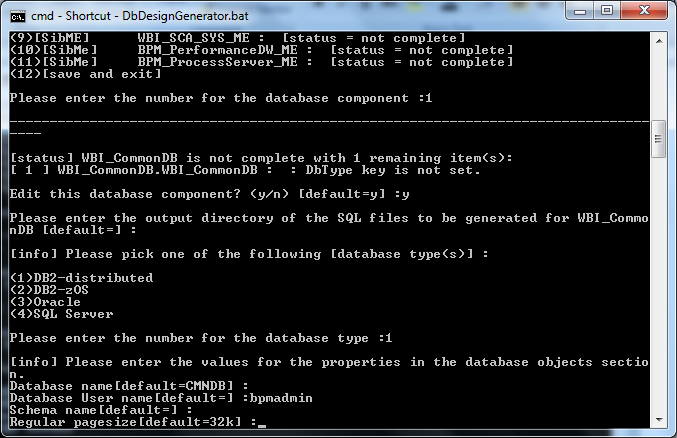 cmd - Shortcut - DbDesignGenerator.bat
(9)[SibME] WBI_SCA_SYS_ME : [status = not complete]
(10)[SibMe] BPM_PerformanceDW_ME : [status = not complete]
(11)[SibMe] BPM_ProcessServer_ME : [status = not complete]
(12)[save and exit]
Please enter the number for the database component :1
--------------------------------------------------------------------------------
----
[status] WBI_CommonDB is not complete with 1 remaining item(s):
[ 1 ] WBI_CommonDB.WBI_CommonDB : : DbType key is not set.
Edit this database component? (y/n) [default=y] :y
Please enter the output directory of the SQL files to be generated for WBI_Commo
nDB [default=] :
[info] Please pick one of the following [database type(s)] :
(1)DB2-distributed
(2)DB2-zOS
(3)Oracle
(4)SQL Server
Please enter the number for the database type :1
[info] Please enter the values for the properties in the database objects sectio
n.
Database name[default=CMNDB] :
Database User name[default=] :bpmadmin
Schema name[default=] :
Regular pagesize[default=32k] :_